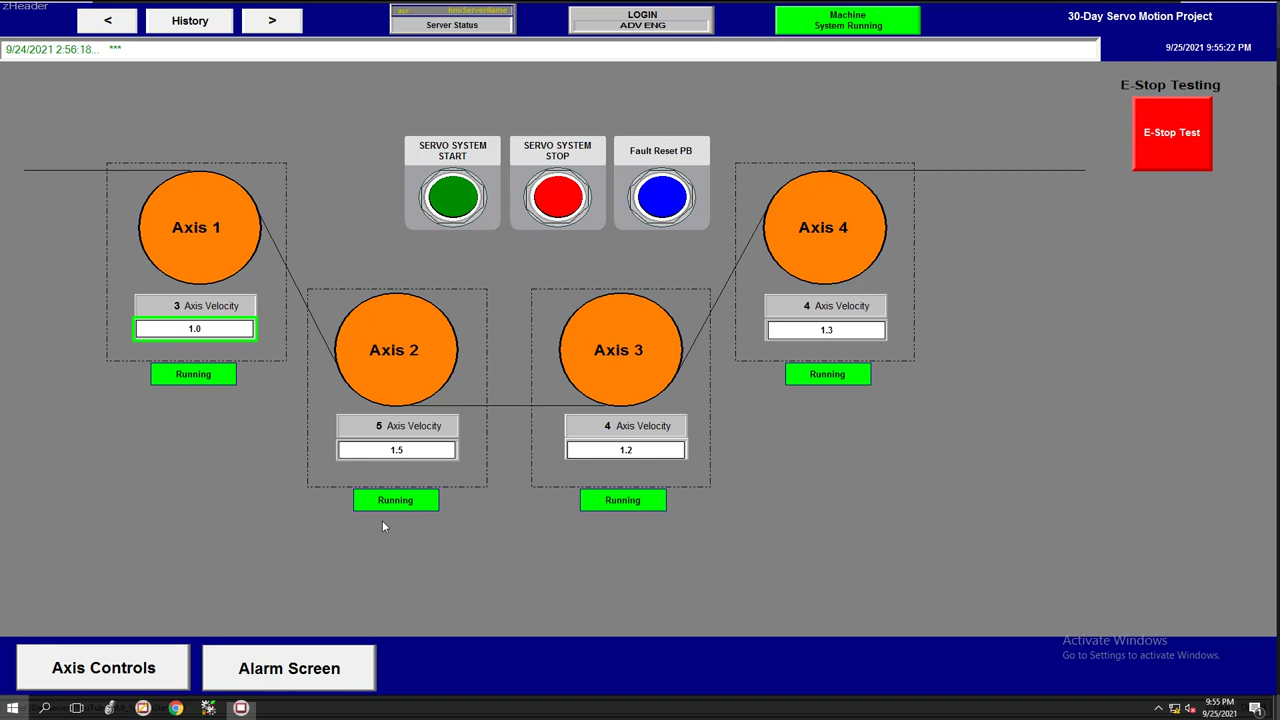 zHeader
<
History
>
hmiServerName
Server Status
LOGIN
ADV ENG
Machine
System Running
30-Day Servo Motion Project
9/24/2021 2:56:18... ***
9/25/2021 9:55:22 PM
E-Stop Testing
E-Stop Test
SERVO SYSTEM
START
SERVO SYSTEM
STOP
Fault Reset PB
Axis 1
3 Axis Velocity
1.0
Running
Axis 2
5 Axis Velocity
1.5
Running
Axis 3
4 Axis Velocity
1.2
Running
Axis 4
4 Axis Velocity
1.3
Running
Axis Controls
Alarm Screen
Activate Windows
Go to Settings to activate Windows.
9:55 PM
9/25/2021